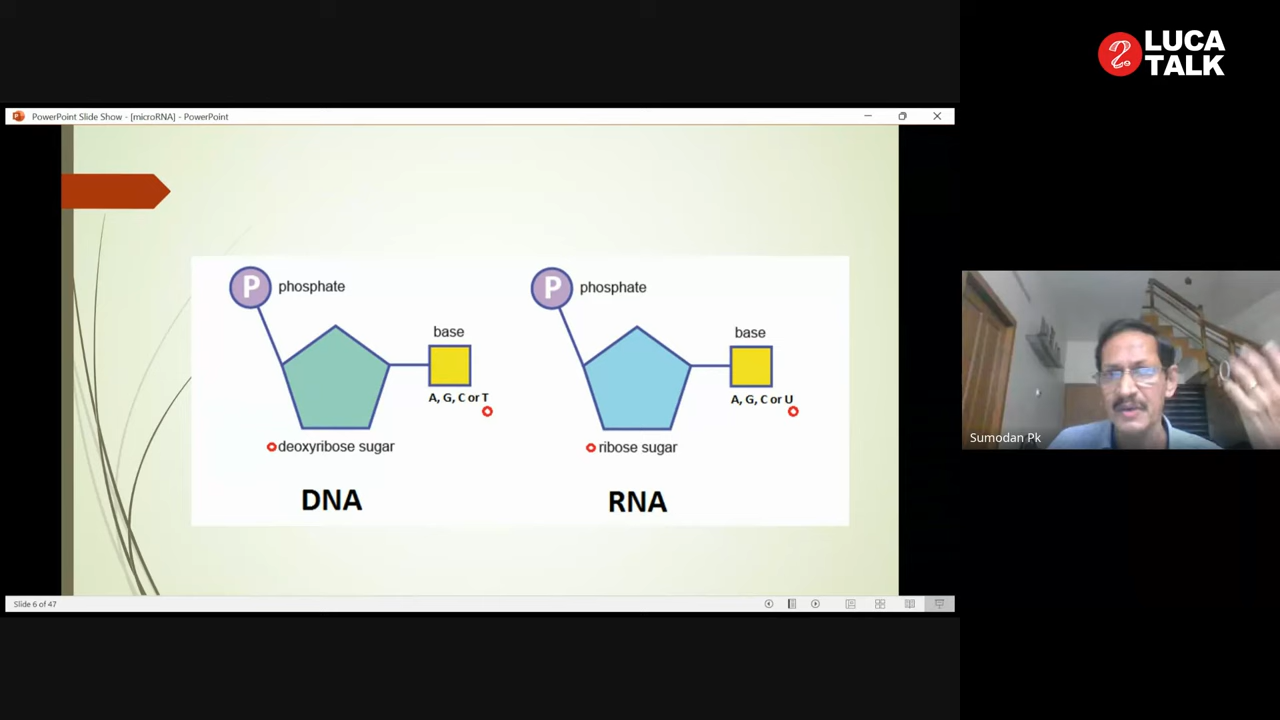 LUCA
TALK
PowerPoint Slide Show - [microRNA] - PowerPoint
P phosphate
base
A, G, C or T
deoxyribose sugar
DNA
P phosphate
base
A, G, C or U
ribose sugar
RNA
Sumodan Pk
Slide 6 of 47